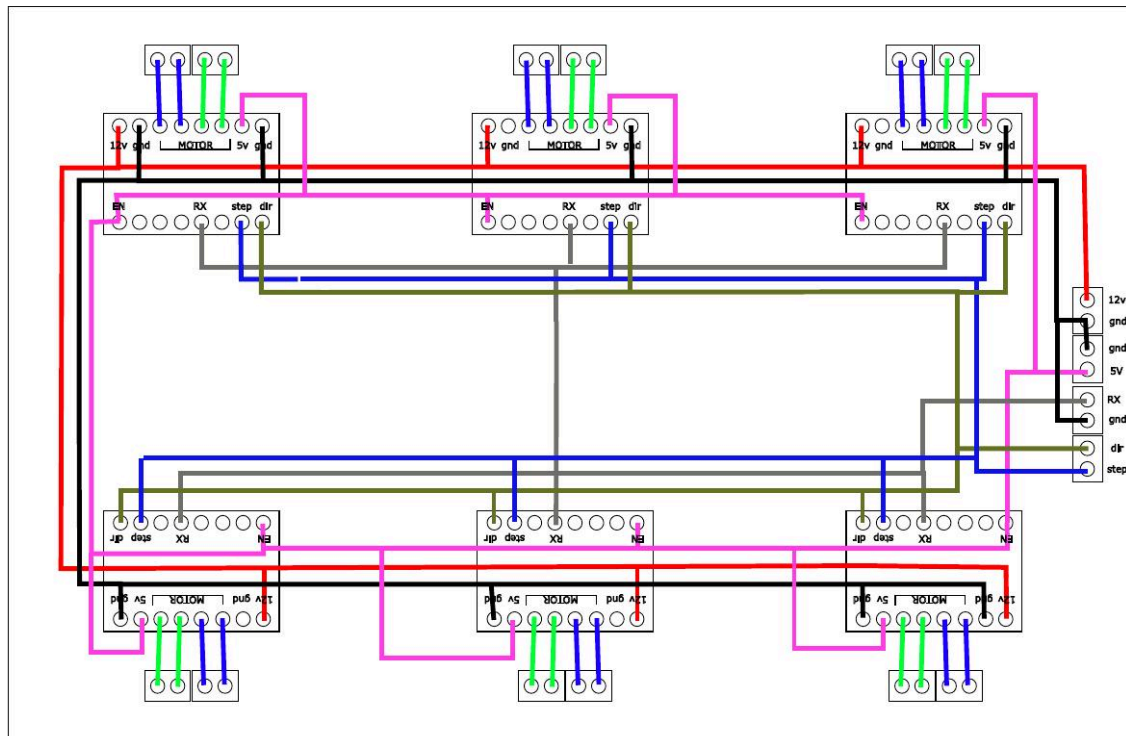 12v gnd MOTOR 5v gnd
12v gnd MOTOR 5v gnd
12v gnd MOTOR 5v gnd
EN RX step dir
EN RX step dir
EN RX step dir
12v
gnd
gnd
5V
RX
gnd
dir
step
dir step RX EN
dir step RX EN
dir step RX EN
gnd 5v MOTOR gnd 12v
gnd 5v MOTOR gnd 12v
gnd 5v MOTOR gnd 12v